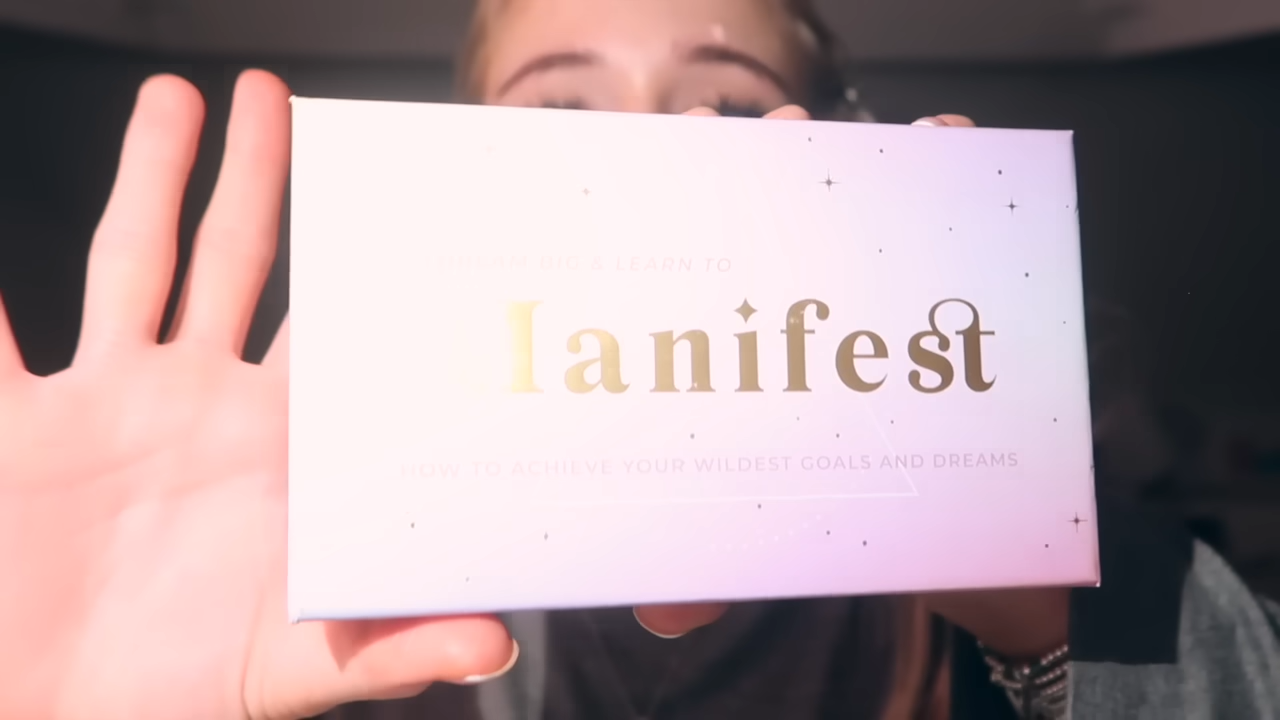 DREAM BIG & LEARN TO
Manifest
HOW TO ACHIEVE YOUR WILDEST GOALS AND DREAMS